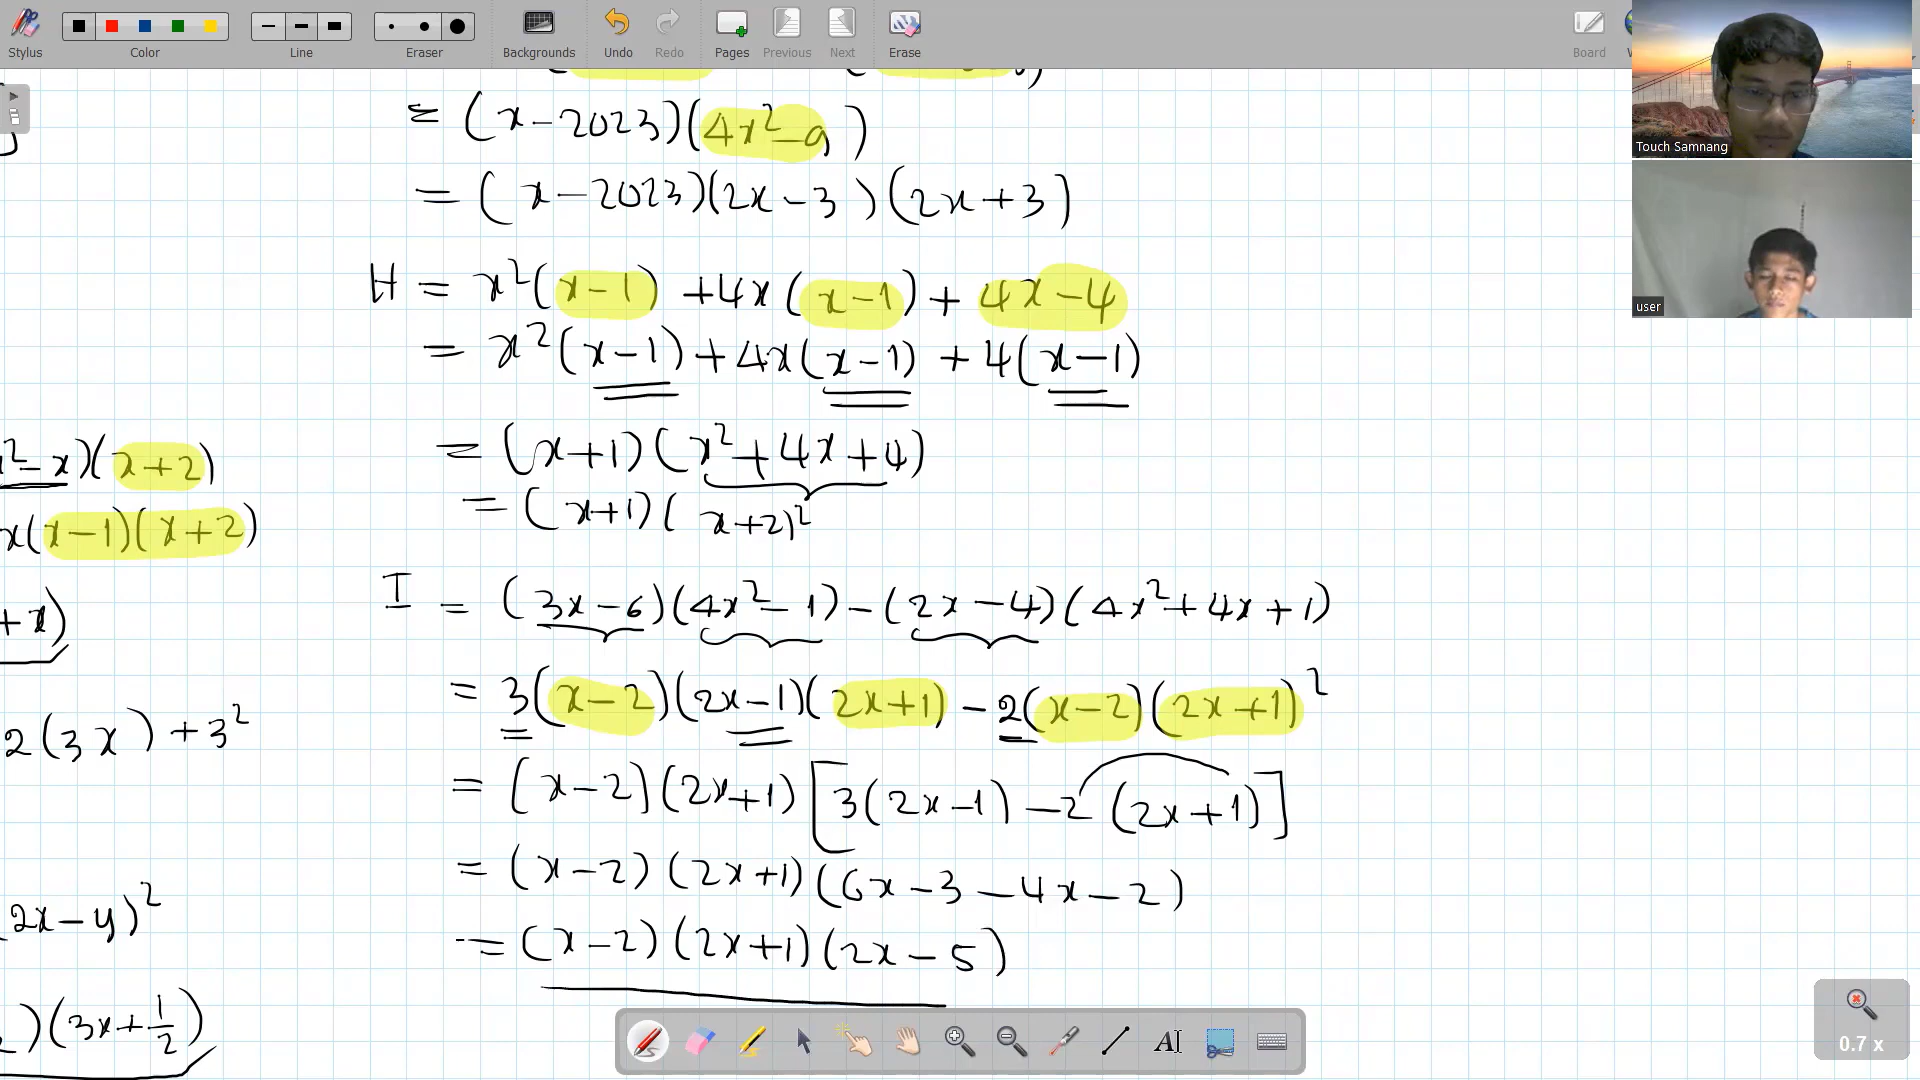 Stylus Color Line Eraser Backgrounds Undo Redo Pages Previous Next Erase Board
= (x-2023)(4x²-9)
= (x-2023)(2x-3)(2x+3)
H = x²(x-1) +4x(x-1) + 4x-4
= x²(x-1) + 4x(x-1) + 4(x-1)
= (x+1)(x²+4x+4)
= (x+1)(x+2)²
I = (3x-6)(4x²-1) - (2x-4)(4x²+4x+1)
= 3(x-2)(2x-1)(2x+1) - 2(x-2)(2x+1)²
= (x-2)(2x+1)[3(2x-1) -2(2x+1)]
= (x-2)(2x+1)(6x-3-4x-2)
= (x-2)(2x+1)(2x-5)
²-x)(x+2)
x(x-1)(x+2)
+x)
2(3x) + 3²
2x-y)²
)(3x+1/2)
Touch Samnang
user
0.7 x